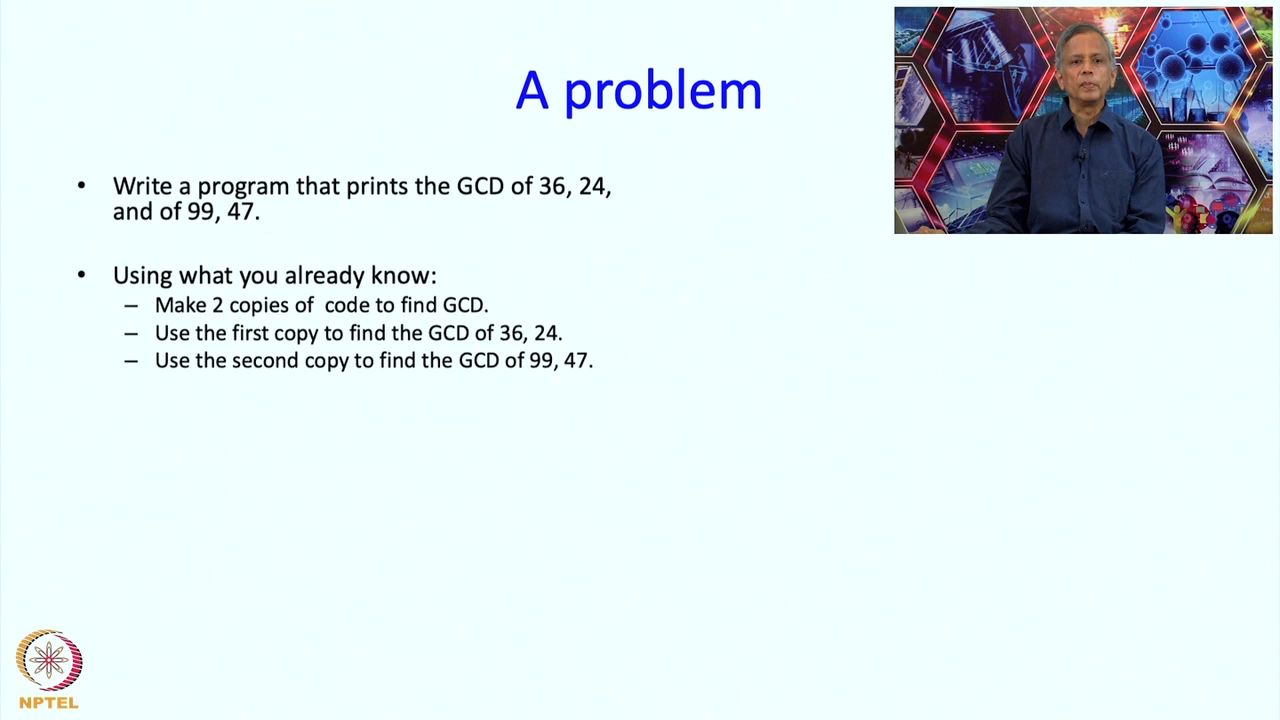 A problem
• Write a program that prints the GCD of 36, 24,
and of 99, 47.
• Using what you already know:
– Make 2 copies of code to find GCD.
– Use the first copy to find the GCD of 36, 24.
– Use the second copy to find the GCD of 99, 47.
NPTEL